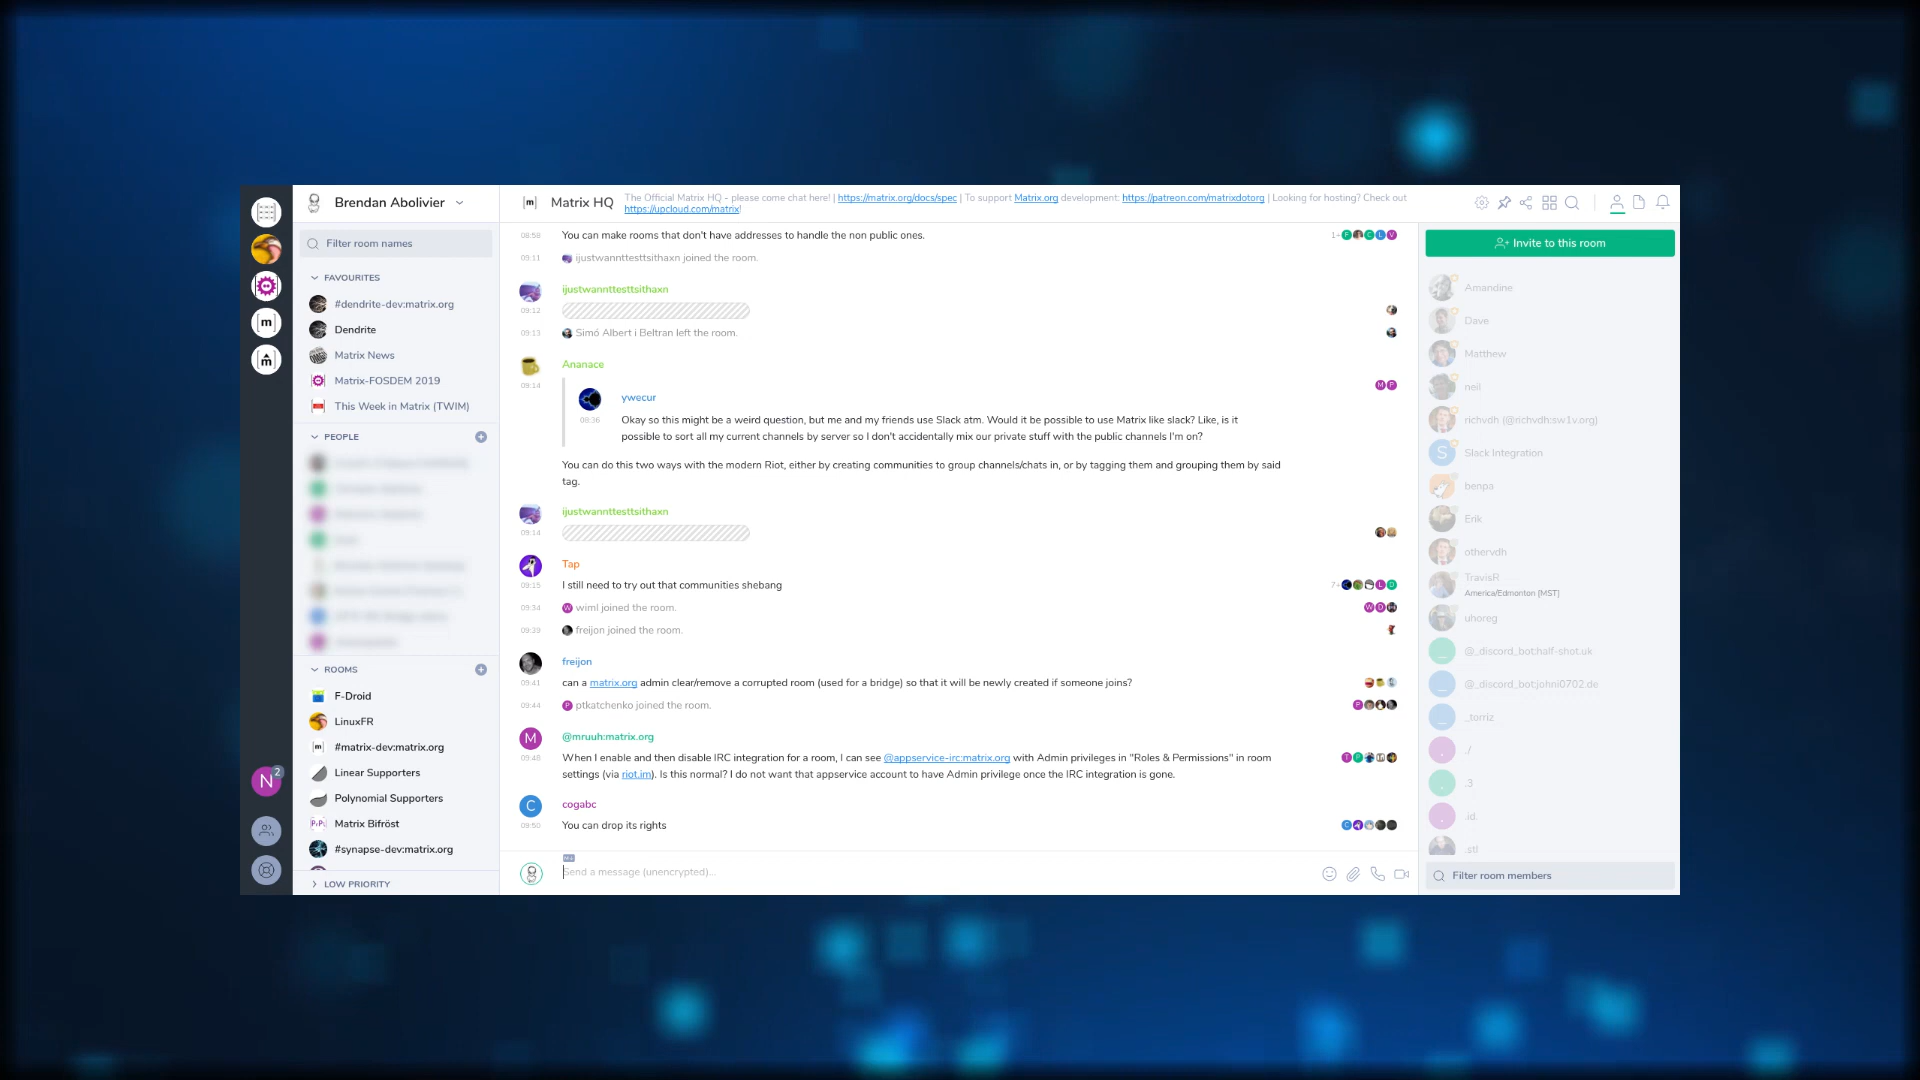 Brendan Abolivier
Filter room names
FAVOURITES
#dendrite-dev:matrix.org
Dendrite
Matrix News
Matrix-FOSDEM 2019
This Week in Matrix (TWIM)
PEOPLE
ROOMS
F-Droid
LinuxFR
#matrix-dev:matrix.org
Linear Supporters
Polynomial Supporters
Matrix Bifröst
#synapse-dev:matrix.org
LOW PRIORITY
[m]
[m]
N 2
[m] Matrix HQ
The Official Matrix HQ - please come chat here! | https://matrix.org/docs/spec | To support Matrix.org development: https://patreon.com/matrixdotorg | Looking for hosting? Check out
https://upcloud.com/matrix!
08:59 You can make rooms that don't have addresses to handle the non public ones. 1+
09:11 ijustwannttesttsithaxn joined the room.
ijustwannttesttsithaxn
09:12
09:13 Simó Albert i Beltran left the room.
Ananace
09:14
ywecur
08:36 Okay so this might be a weird question, but me and my friends use Slack atm. Would it be possible to use Matrix like slack? Like, is it
possible to sort all my current channels by server so I don't accidentally mix our private stuff with the public channels I'm on?
You can do this two ways with the modern Riot, either by creating communities to group channels/chats in, or by tagging them and grouping them by said
tag.
ijustwannttesttsithaxn
09:14
Tap
09:15 I still need to try out that communities shebang 7+
09:34 wiml joined the room.
09:39 freijon joined the room.
freijon
09:41 can a matrix.org admin clear/remove a corrupted room (used for a bridge) so that it will be newly created if someone joins?
09:44 ptkatchenko joined the room.
M @mruuh:matrix.org
09:48 When I enable and then disable IRC integration for a room, I can see @appservice-irc:matrix.org with Admin privileges in "Roles & Permissions" in room
settings (via riot.im). Is this normal? I do not want that appservice account to have Admin privilege once the IRC integration is gone.
C cogabc
09:50 You can drop its rights
Send a message (unencrypted)...
Invite to this room
Amandine
Dave
Matthew
neil
richvdh (@richvdh:sw1v.org)
S Slack Integration
benpa
Erik
othervdh
TravisR
America/Edmonton [MST]
uhoreg
@_discord_bot:half-shot.uk
@_discord_bot:johni0702.de
_torriz
./
.3
.id.
.stl
Filter room members